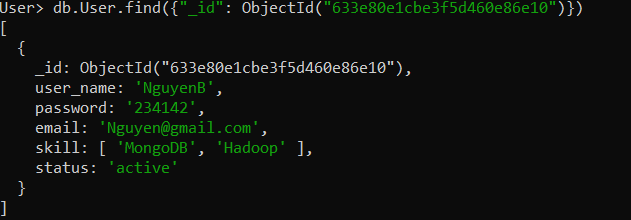 User> db.User.find({"_id": ObjectId("633e80e1cbe3f5d460e86e10")})
[
  {
    _id: ObjectId("633e80e1cbe3f5d460e86e10"),
    user_name: 'NguyenB',
    password: '234142',
    email: 'Nguyen@gmail.com',
    skill: [ 'MongoDB', 'Hadoop' ],
    status: 'active'
  }
]